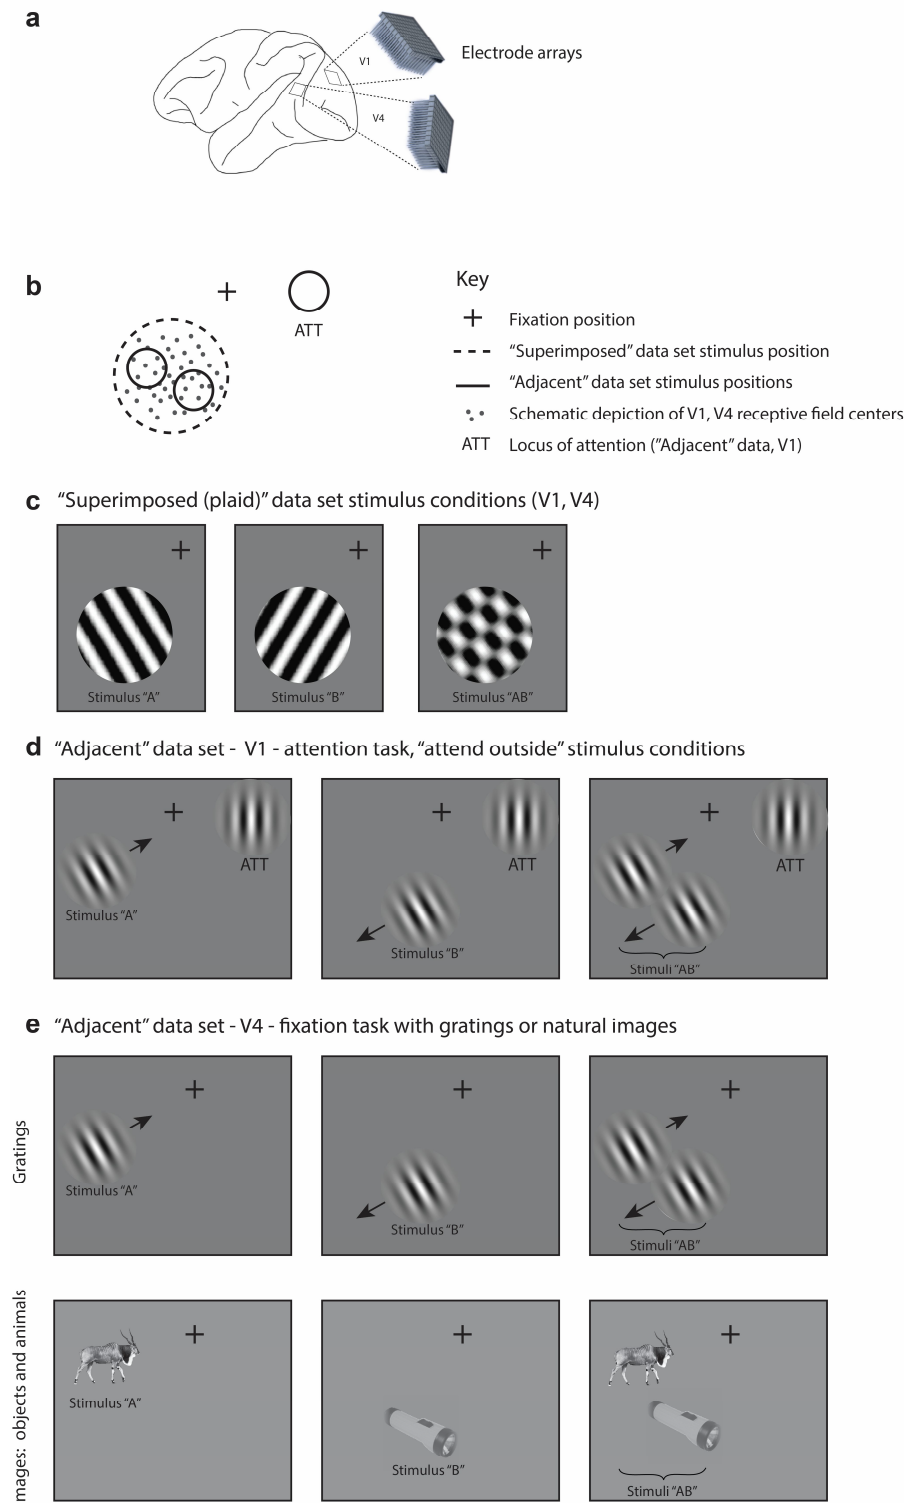 a
V1
Electrode arrays
V4
b
ATT
Key
Fixation position
“Superimposed” data set stimulus position
“Adjacent” data set stimulus positions
Schematic depiction of V1, V4 receptive field centers
ATT Locus of attention (”Adjacent” data, V1)
c “Superimposed (plaid)” data set stimulus conditions (V1, V4)
Stimulus “A”
Stimulus “B”
Stimulus “AB”
d “Adjacent” data set - V1 - attention task, “attend outside” stimulus conditions
ATT
Stimulus “A”
ATT
Stimulus “B”
ATT
Stimuli “AB”
e “Adjacent” data set - V4 - fixation task with gratings or natural images
Gratings
Stimulus “A”
Stimulus “B”
Stimuli “AB”
mages: objects and animals
Stimulus “A”
Stimulus “B”
Stimuli “AB”